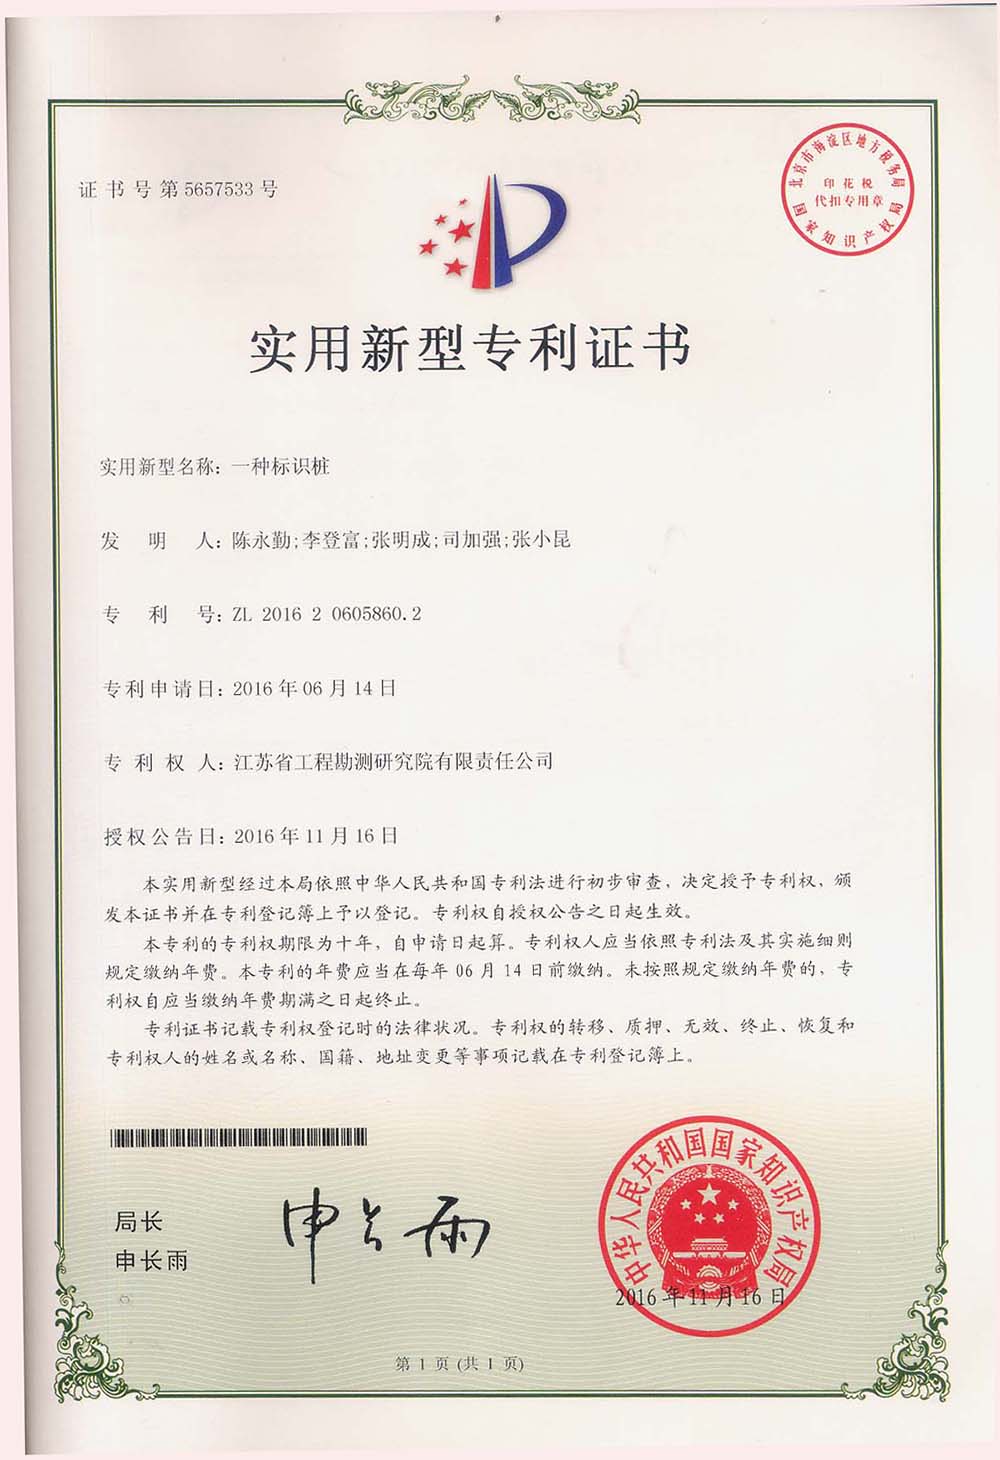 证书号第5657533号
北京市海淀区地方税务局
印花税
代扣专用章
国家知识产权局
实用新型专利证书
实用新型名称：一种标识桩
发明人：陈永勤;李登富;张明成;司加强;张小昆
专利号：ZL 2016 2 0605860.2
专利申请日：2016年06月14日
专利权人：江苏省工程勘测研究院有限责任公司
授权公告日：2016年11月16日
本实用新型经过本局依照中华人民共和国专利法进行初步审查，决定授予专利权，颁
发本证书并在专利登记簿上予以登记。专利权自授权公告之日起生效。
本专利的专利权期限为十年，自申请日起算。专利权人应当依照专利法及其实施细则
规定缴纳年费。本专利的年费应当在每年06月14日前缴纳。未按照规定缴纳年费的，专
利权自应当缴纳年费期满之日起终止。
专利证书记载专利权登记时的法律状况。专利权的转移、质押、无效、终止、恢复和
专利权人的姓名或名称、国籍、地址变更等事项记载在专利登记簿上。
局长
申长雨
申长雨
中华人民共和国国家知识产权局
2016年11月16日
第1页(共1页)